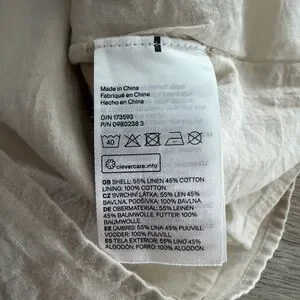 Made in China
Fabriqué en Chine
Hecho en China
O/N 173593
P/N 0980238 3
40
clevercare.info
GB SHELL: 55% LINEN 45% COTTON.
LINING: 100% COTTON.
CZ SVRCHNÍ LÁTKA: 55% LEN 45%
BAVLNA. PODŠÍVKA: 100% BAVLNA.
DE OBERMATERIAL: 55% LEINEN
45% BAUMWOLLE. FUTTER: 100%
BAUMWOLLE.
EE ÜMBRIS: 55% LINA 45% PUUVILL
VOODER: 100% PUUVILL
ES TELA EXTERIOR: 55% LINO 45%
ALGODÓN. FORRO: 100% ALGODÓN.